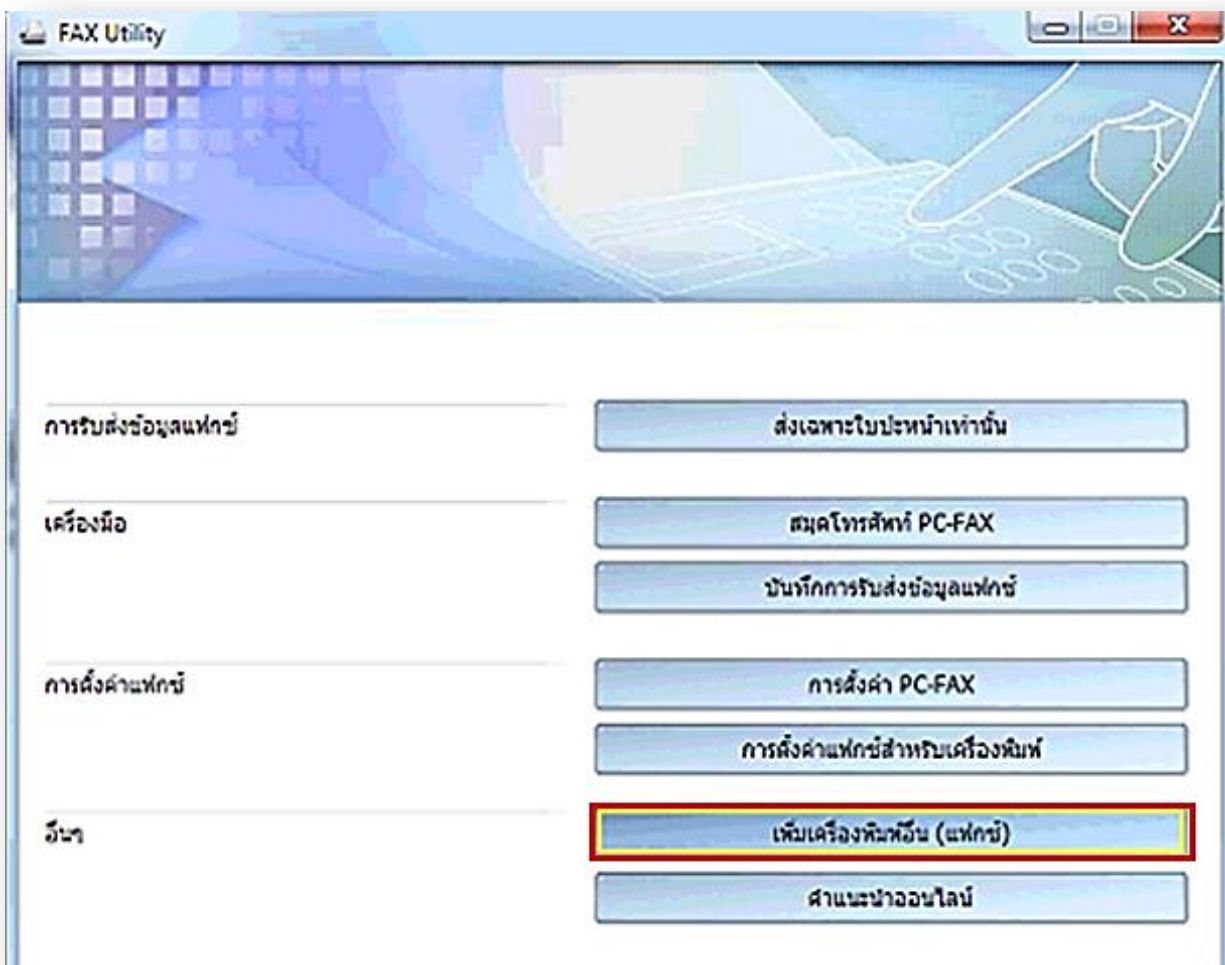 FAX Utility
การรับส่งข้อมูลแฟกซ์
ส่งเฉพาะใบปะหน้าเท่านั้น
เครื่องมือ
สมุดโทรศัพท์ PC-FAX
บันทึกการรับส่งข้อมูลแฟกซ์
การตั้งค่าแฟกซ์
การตั้งค่า PC-FAX
การตั้งค่าแฟกซ์สำหรับเครื่องพิมพ์
อื่นๆ
เพิ่มเครื่องพิมพ์อื่น (แฟกซ์)
คำแนะนำออนไลน์